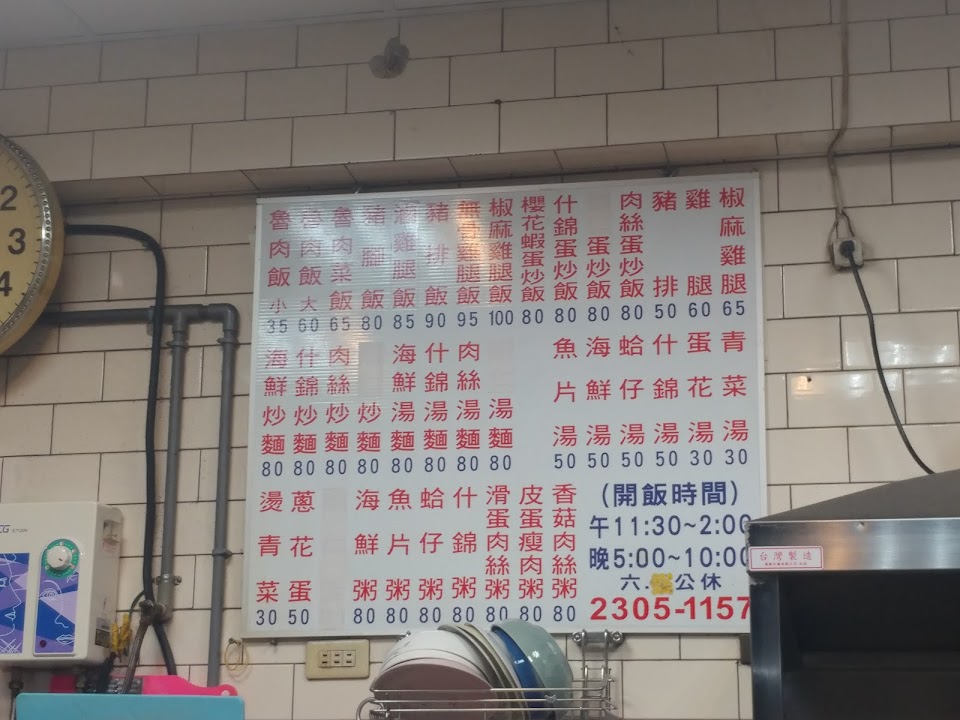 魯肉飯小 35
魯肉飯大 60
魯肉菜飯 65
豬腳飯 80
滷雞腿飯 85
豬排飯 90
無骨雞腿飯 95
椒麻雞腿飯 100
櫻花蝦蛋炒飯 80
什錦蛋炒飯 80
蛋炒飯 80
肉絲蛋炒飯 80
豬排 50
雞腿 60
椒麻雞腿 65
海鮮炒麵 80
什錦炒麵 80
肉絲炒麵 80
炒麵 80
海鮮湯麵 80
什錦湯麵 80
肉絲湯麵 80
湯麵 80
魚片湯 50
海鮮湯 50
蛤仔湯 50
什錦湯 50
蛋花湯 30
青菜湯 30
燙青菜 30
蔥花蛋 50
海鮮粥 80
魚片粥 80
蛤仔粥 80
什錦粥 80
滑蛋肉絲粥 80
皮蛋瘦肉粥 80
香菇肉絲粥 80
(開飯時間)
午11:30~2:00
晚5:00~10:00
六.公休
2305-1157
台灣製造
2
3
4